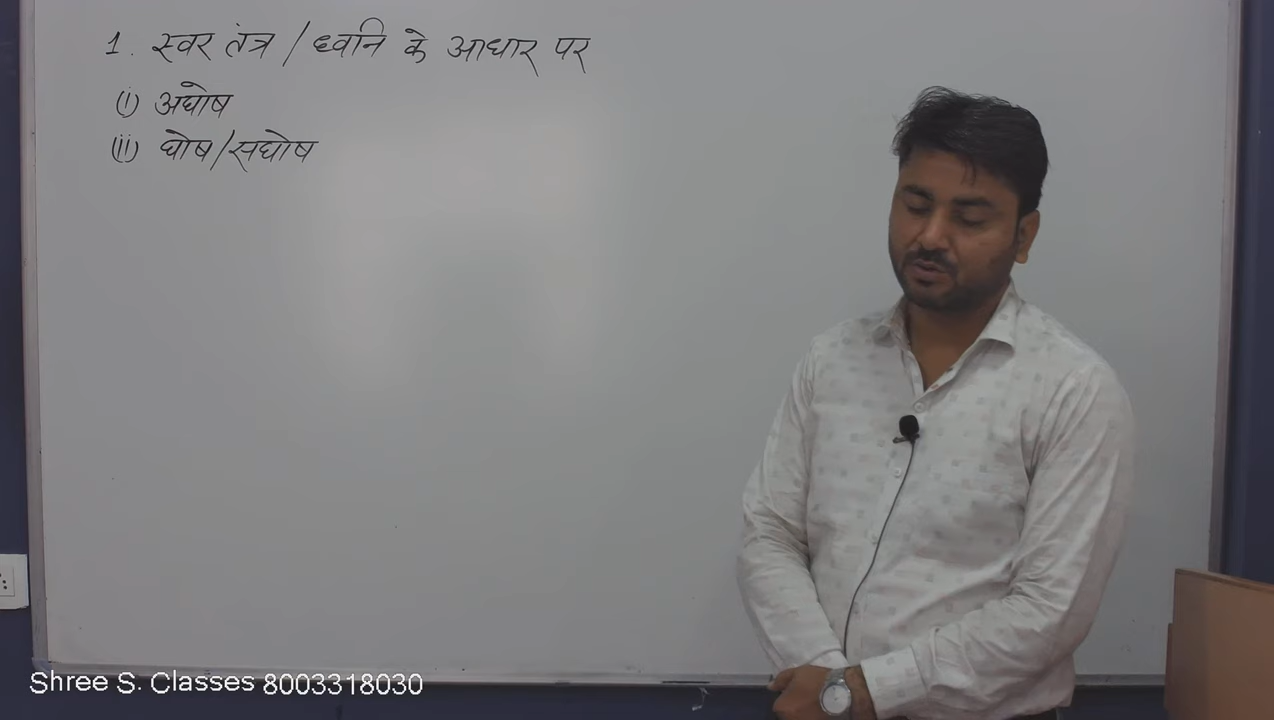 1. स्वर तंत्र / ध्वनि के आधार पर
(i) अघोष
(ii) घोष/सघोष
Shree S. Classes 8003318030